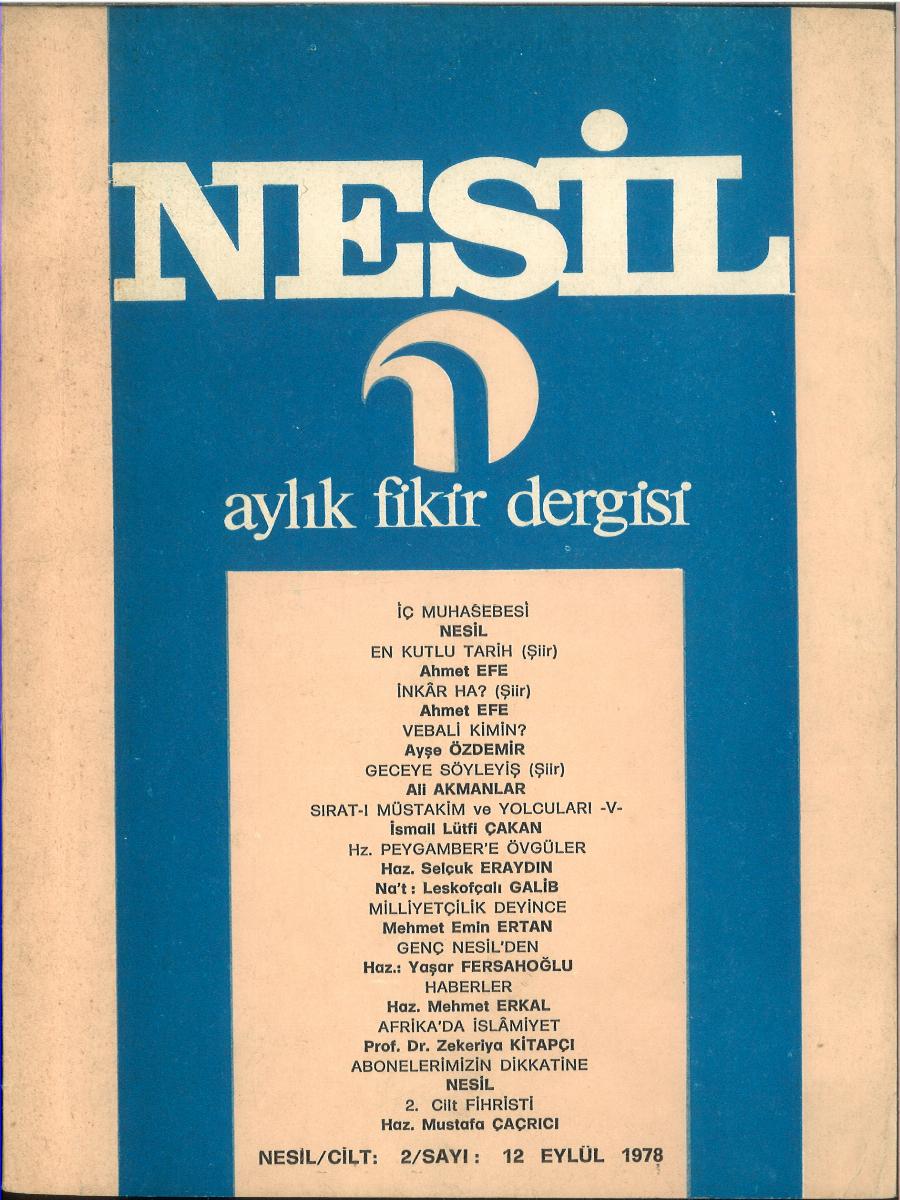 NESİL
aylık fikir dergisi
İÇ MUHASEBESİ
NESİL
EN KUTLU TARİH (Şiir)
Ahmet EFE
İNKÂR HA? (Şiir)
Ahmet EFE
VEBALİ KİMİN?
Ayşe ÖZDEMİR
GECEYE SÖYLEYİŞ (Şiir)
Ali AKMANLAR
SIRAT-I MÜSTAKİM ve YOLCULARI -V-
İsmail Lütfi ÇAKAN
Hz. PEYGAMBER'E ÖVGÜLER
Haz. Selçuk ERAYDIN
Na't : Leskofçalı GALİB
MİLLİYETÇİLİK DEYİNCE
Mehmet Emin ERTAN
GENÇ NESİL'DEN
Haz.: Yaşar FERSAHOĞLU
HABERLER
Haz. Mehmet ERKAL
AFRİKA'DA İSLÂMİYET
Prof. Dr. Zekeriya KİTAPÇI
ABONELERİMİZİN DİKKATİNE
NESİL
2. Cilt FİHRİSTİ
Haz. Mustafa ÇAÇRICI
NESİL/CİLT: 2/SAYI : 12 EYLÜL 1978